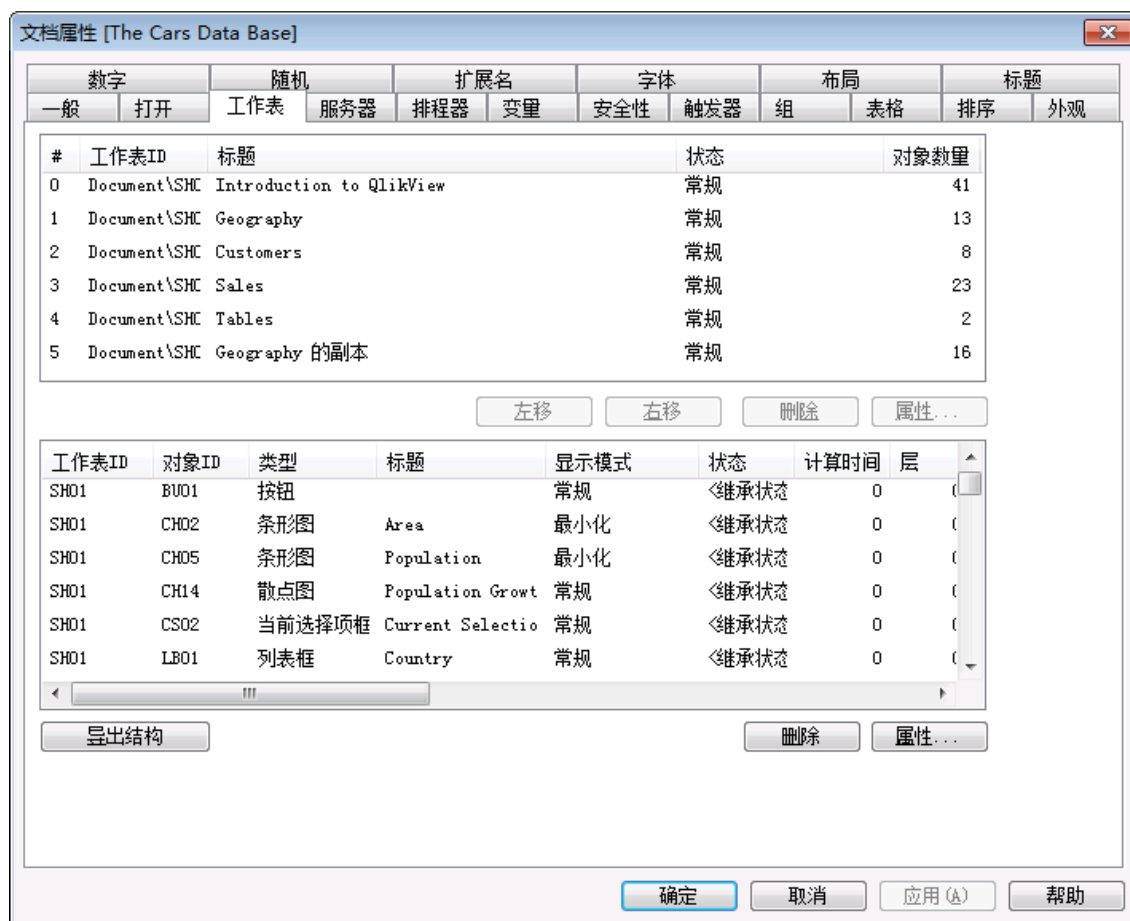 文档属性 [The Cars Data Base]
数字 随机 扩展名 字体 布局 标题
一般 打开 工作表 服务器 排程器 变量 安全性 触发器 组 表格 排序 外观
# 工作表ID 标题 状态 对象数量
0 Document\SHC Introduction to QlikView 常规 41
1 Document\SHC Geography 常规 13
2 Document\SHC Customers 常规 8
3 Document\SHC Sales 常规 23
4 Document\SHC Tables 常规 2
5 Document\SHC Geography 的副本 常规 16
左移 右移 删除 属性...
工作表ID 对象ID 类型 标题 显示模式 状态 计算时间 层
SH01 BU01 按钮 常规 <继承状态 0
SH01 CH02 条形图 Area 最小化 <继承状态 0
SH01 CH05 条形图 Population 最小化 <继承状态 0
SH01 CH14 散点图 Population Growt 常规 <继承状态 0
SH01 CS02 当前选择项框 Current Selectio 常规 <继承状态 0
SH01 LB01 列表框 Country 常规 <继承状态 0
导出结构 删除 属性...
确定 取消 应用(A) 帮助